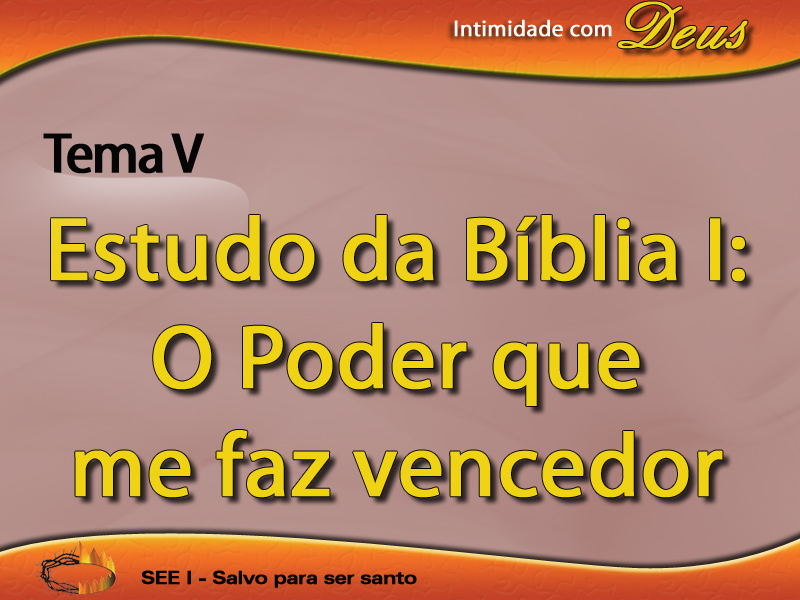 Intimidade com Deus
Tema V
Estudo da Bíblia I:
O Poder que
me faz vencedor
SEE I - Salvo para ser santo